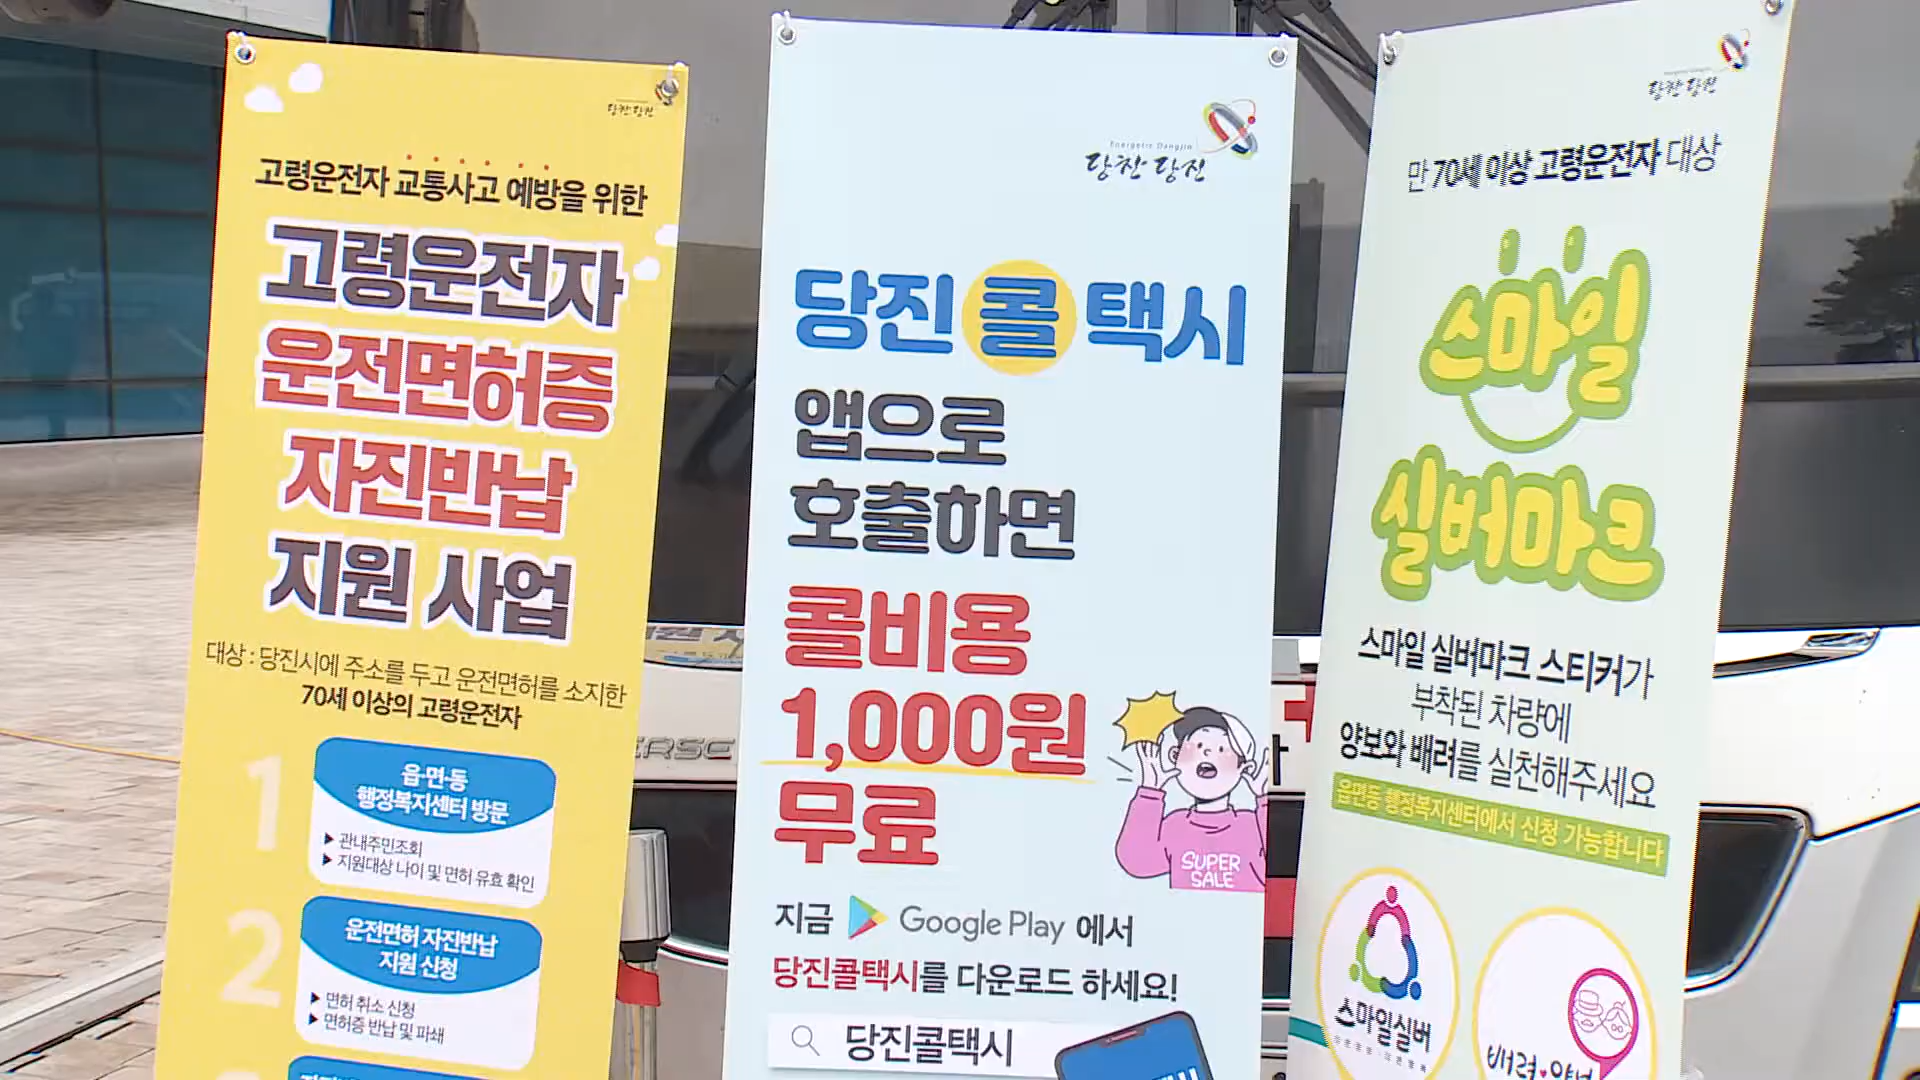 당찬당진
고령운전자 교통사고 예방을 위한
고령운전자
운전면허증
자진반납
지원 사업
대상 : 당진시에 주소를 두고 운전면허를 소지한
70세 이상의 고령운전자
1
읍·면·동
행정복지센터 방문
▶ 관내주민조회
▶ 지원대상 나이 및 면허 유효 확인
2
운전면허 자진반납
지원 신청
▶ 면허 취소 신청
▶ 면허증 반납 및 파쇄
Energetic Dangjin
당찬당진
당진 콜 택시
앱으로
호출하면
콜비용
1,000원
무료
SUPER
SALE
지금 Google Play 에서
당진콜택시를 다운로드 하세요!
당진콜택시
당찬당진
만 70세 이상 고령운전자 대상
스마일
실버마크
스마일 실버마크 스티커가
부착된 차량에
양보와 배려를 실천해주세요
읍면동 행정복지센터에서 신청 가능합니다
스마일실버
배려♥양보